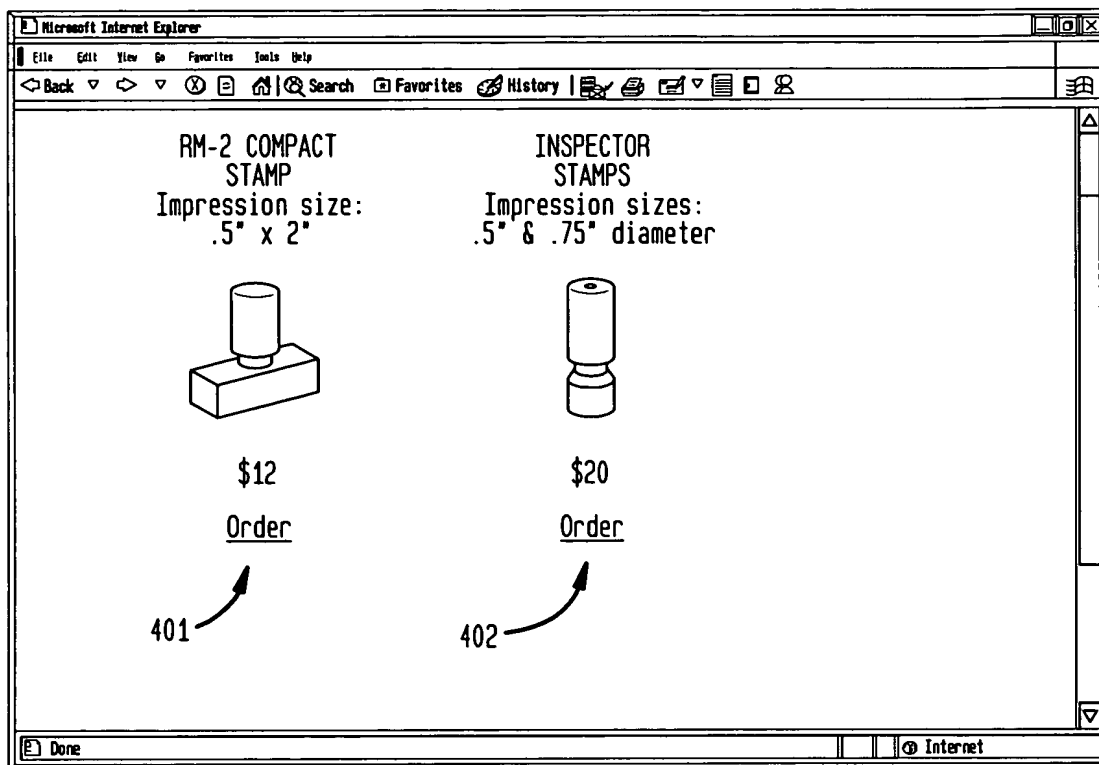 Microsoft Internet Explorer
File Edit View Go Favorites Tools Help
Back Search Favorites History
RM-2 COMPACT
STAMP
Impression size:
.5" x 2"
$12
Order
401
INSPECTOR
STAMPS
Impression sizes:
.5" & .75" diameter
$20
Order
402
Done
Internet